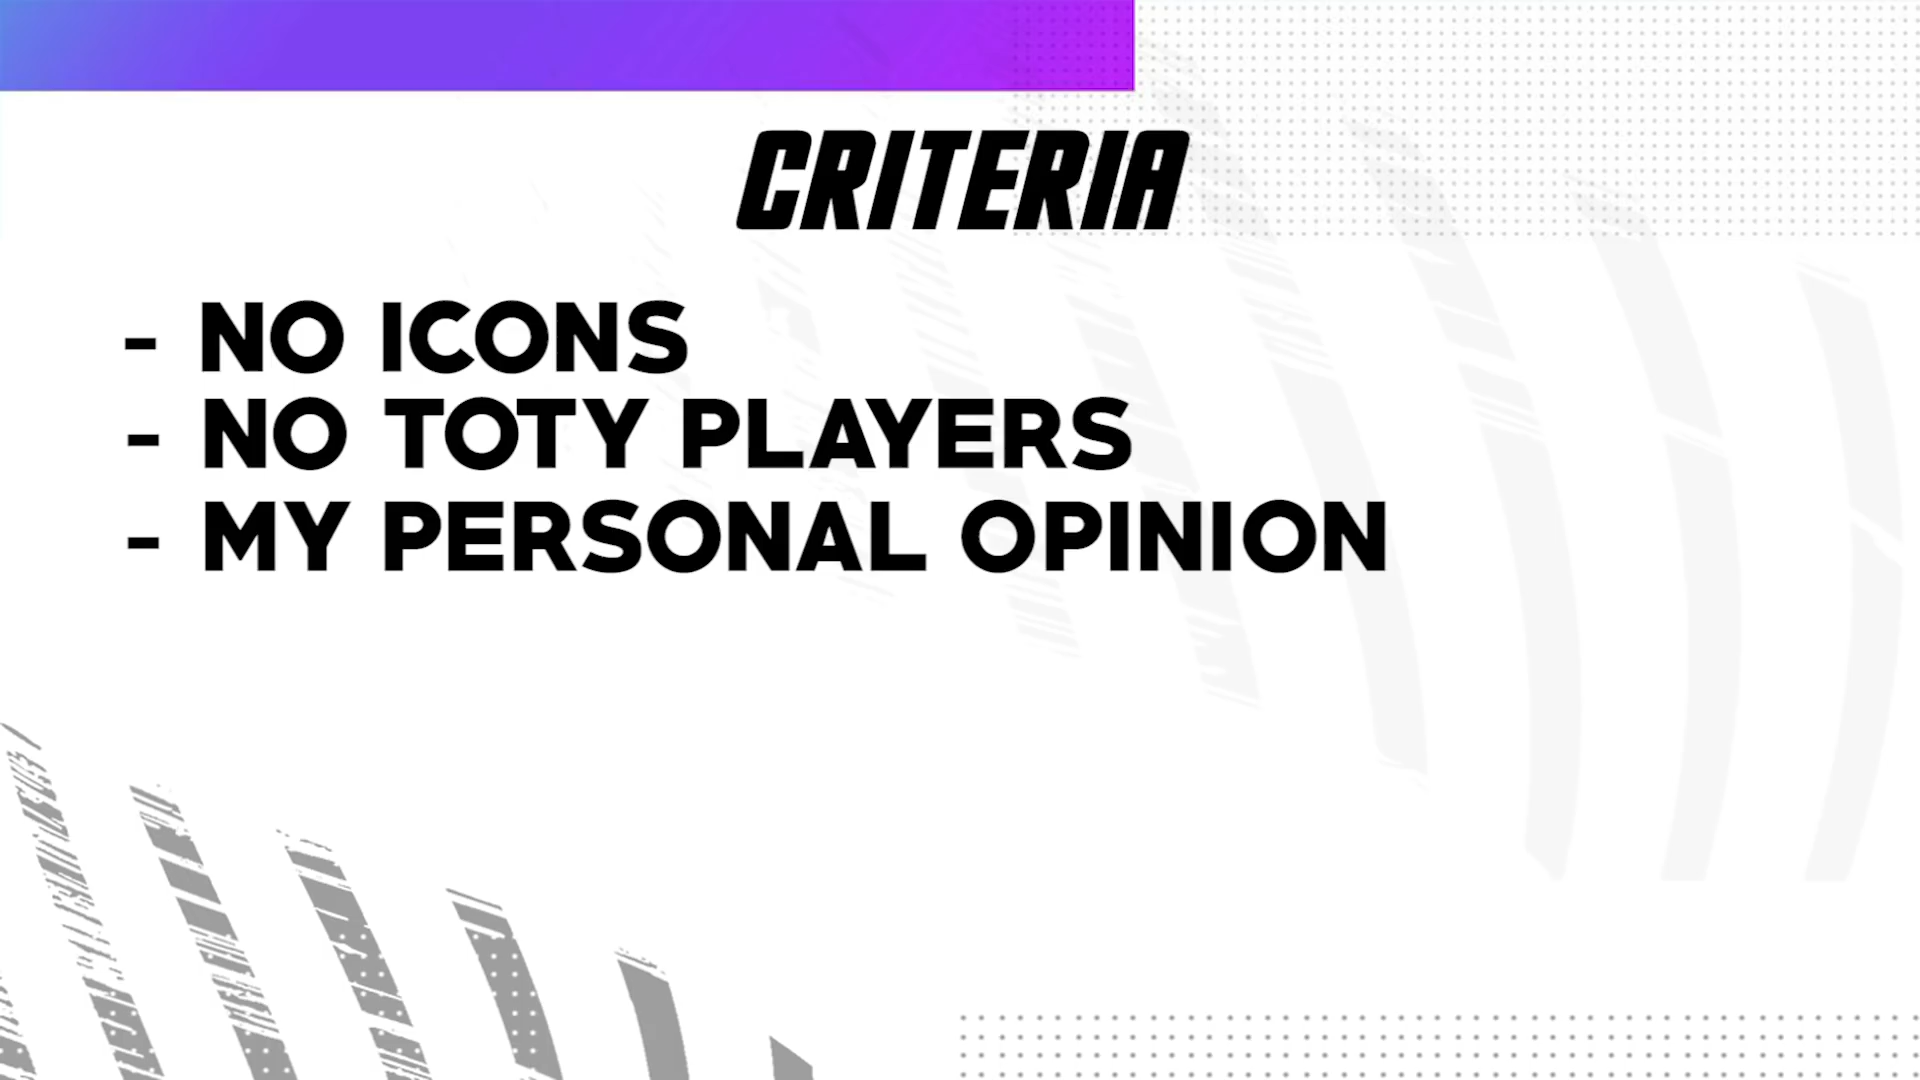 CRITERIA
- NO ICONS
- NO TOTY PLAYERS
- MY PERSONAL OPINION